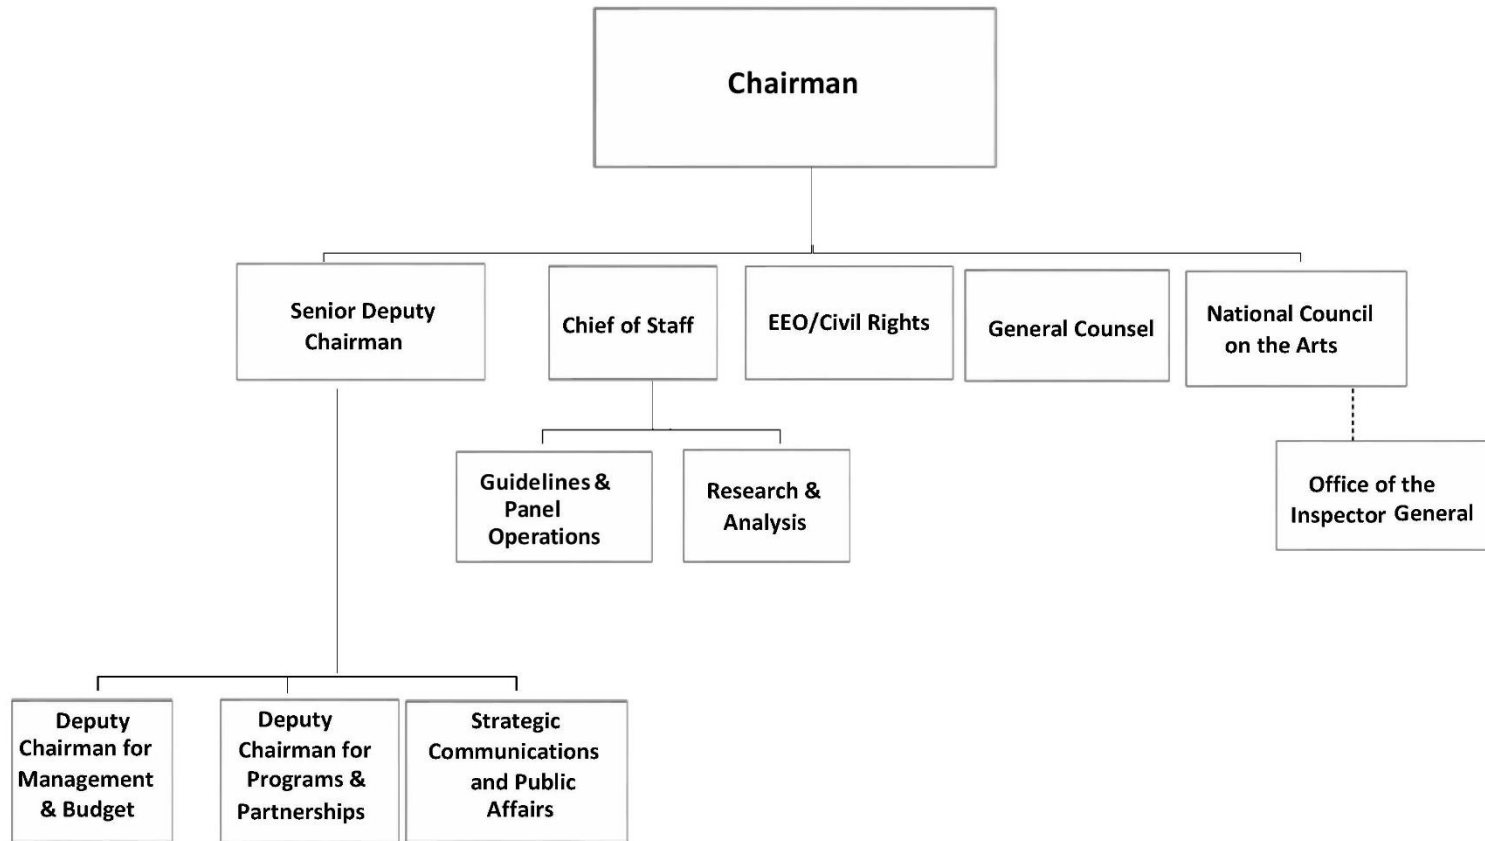 Chairman
Senior Deputy
Chairman
Chief of Staff
EEO/Civil Rights
General Counsel
National Council
on the Arts
Guidelines &
Panel
Operations
Research &
Analysis
Office of the
Inspector General
Deputy
Chairman for
Management
& Budget
Deputy
Chairman for
Programs &
Partnerships
Strategic
Communications
and Public
Affairs